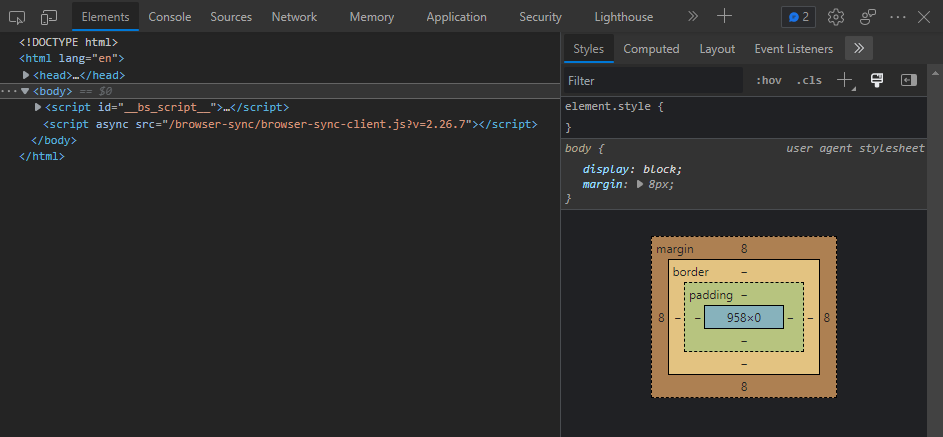 Elements Console Sources Network Memory Application Security Lighthouse 2
<!DOCTYPE html>
<html lang="en">
<head>…</head>
<body> == $0
<script id="__bs_script__">…</script>
<script async src="/browser-sync/browser-sync-client.js?v=2.26.7"></script>
</body>
</html>
Styles Computed Layout Event Listeners
Filter :hov .cls
element.style {
}
body { user agent stylesheet
display: block;
margin: 8px;
}
margin 8
border –
padding –
8 – – 958×0 – – 8
–
–
8